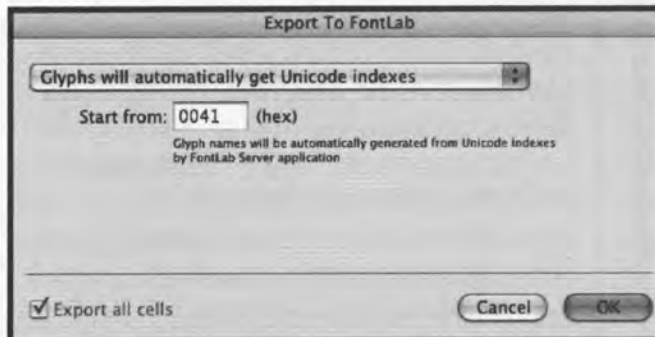 Export To FontLab
Glyphs will automatically get Unicode indexes
Start from: 0041 (hex)
Glyph names will be automatically generated from Unicode indexes
by FontLab Server application
Export all cells
Cancel
OK